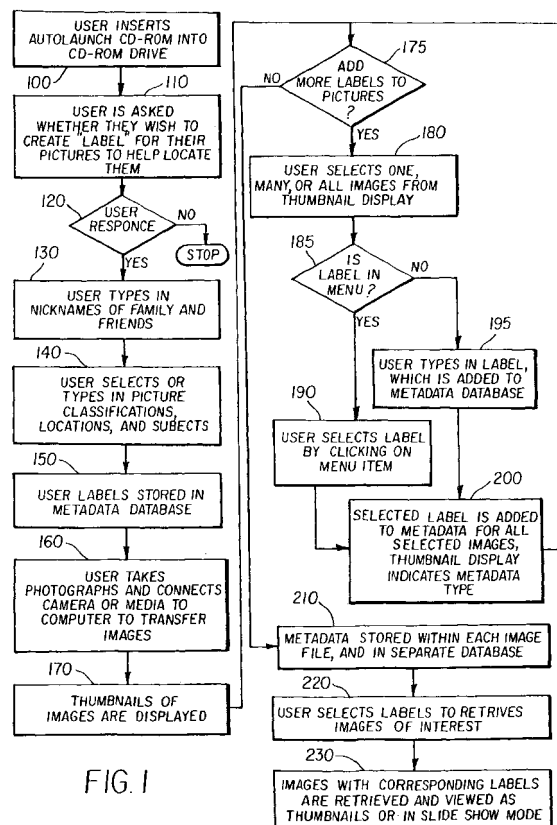 100
USER INSERTS
AUTOLAUNCH CD-ROM INTO
CD-ROM DRIVE
110
USER IS ASKED
WHETHER THEY WISH TO
CREATE "LABEL" FOR THEIR
PICTURES TO HELP LOCATE
THEM
120
USER
RESPONCE
NO
STOP
YES
130
USER TYPES IN
NICKNAMES OF FAMILY AND
FRIENDS
140
USER SELECTS OR
TYPES IN PICTURE
CLASSIFICATIONS,
LOCATIONS, AND SUBECTS
150
USER LABELS STORED IN
METADATA DATABASE
160
USER TAKES
PHOTOGRAPHS AND CONNECTS
CAMERA OR MEDIA TO
COMPUTER TO TRANSFER
IMAGES
170
THUMBNAILS OF
IMAGES ARE DISPLAYED
175
ADD
MORE LABELS TO
PICTURES
?
NO
YES
180
USER SELECTS ONE,
MANY, OR ALL IMAGES FROM
THUMBNAIL DISPLAY
185
IS
LABEL IN
MENU ?
NO
YES
195
USER TYPES IN LABEL,
WHICH IS ADDED TO
METADATA DATABASE
190
USER SELECTS LABEL
BY CLICKING ON
MENU ITEM
200
SELECTED LABEL IS ADDED
TO METADATA FOR ALL
SELECTED IMAGES,
THUMBNAIL DISPLAY
INDICATES METADATA
TYPE
210
METADATA STORED WITHIN EACH IMAGE
FILE, AND IN SEPARATE DATABASE
220
USER SELECTS LABELS TO RETRIVES
IMAGES OF INTEREST
230
IMAGES WITH CORRESPONDING LABELS
ARE RETRIEVED AND VIEWED AS
THUMBNAILS OR IN SLIDE SHOW MODE
FIG. 1